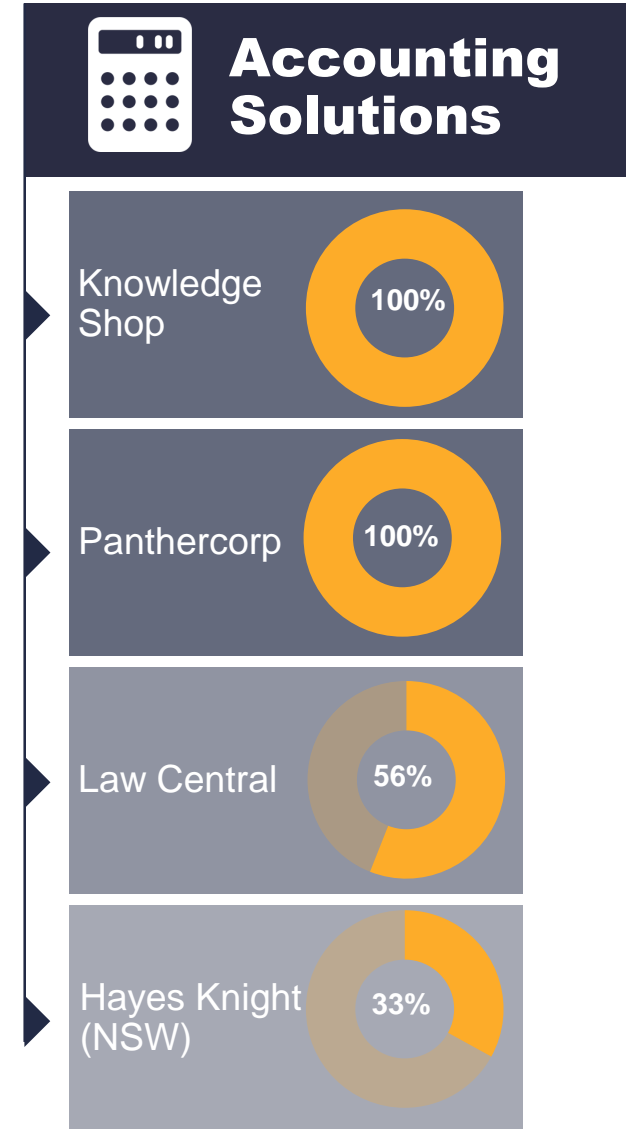 Accounting
Solutions
Knowledge
Shop
100%
Panthercorp
100%
Law Central
56%
Hayes Knight
(NSW)
33%